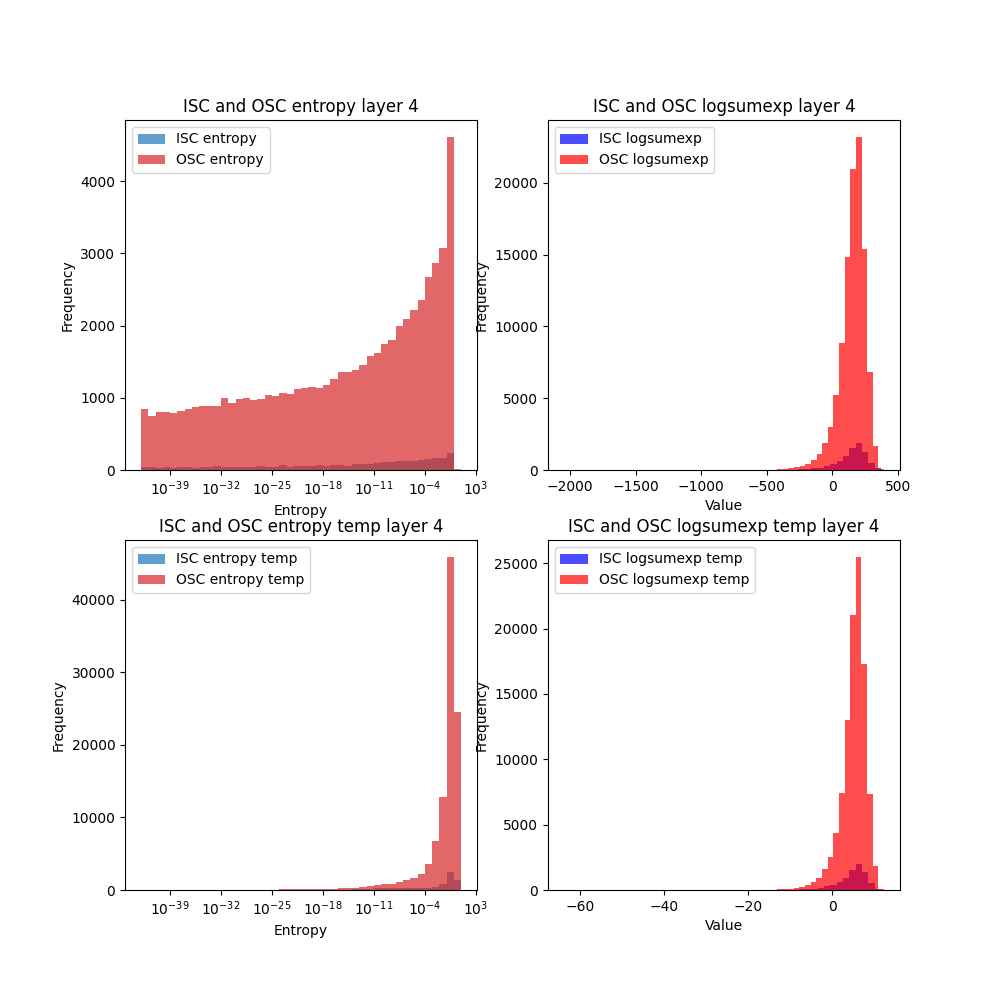 ISC and OSC entropy layer 4
ISC entropy
OSC entropy
Frequency
4000
3000
2000
1000
0
10^-39 10^-32 10^-25 10^-18 10^-11 10^-4 10^3
Entropy
ISC and OSC logsumexp layer 4
ISC logsumexp
OSC logsumexp
Frequency
20000
15000
10000
5000
0
−2000 −1500 −1000 −500 0 500
Value
ISC and OSC entropy temp layer 4
ISC entropy temp
OSC entropy temp
Frequency
40000
30000
20000
10000
0
10^-39 10^-32 10^-25 10^-18 10^-11 10^-4 10^3
Entropy
ISC and OSC logsumexp temp layer 4
ISC logsumexp temp
OSC logsumexp temp
Frequency
25000
20000
15000
10000
5000
0
−60 −40 −20 0
Value